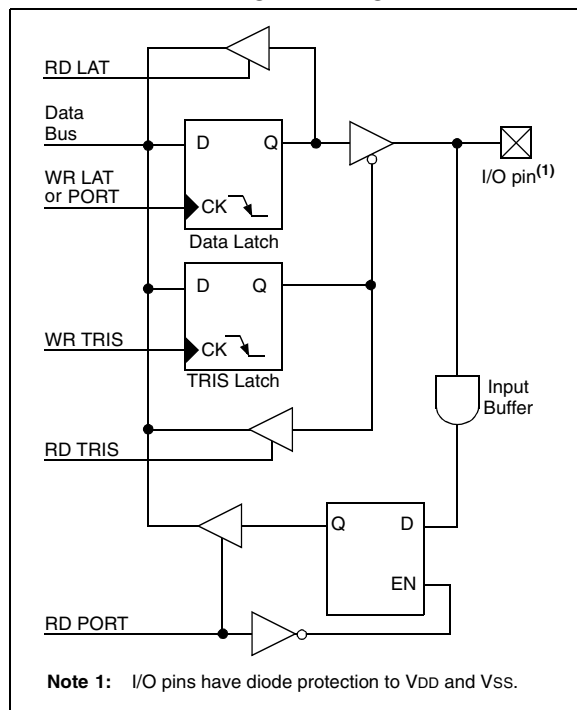 RD LAT
Data
Bus
D Q
WR LAT
or PORT
CK
Data Latch
I/O pin(1)
D Q
WR TRIS
CK
TRIS Latch
Input
Buffer
RD TRIS
Q D
EN
RD PORT
Note 1: I/O pins have diode protection to VDD and VSS.